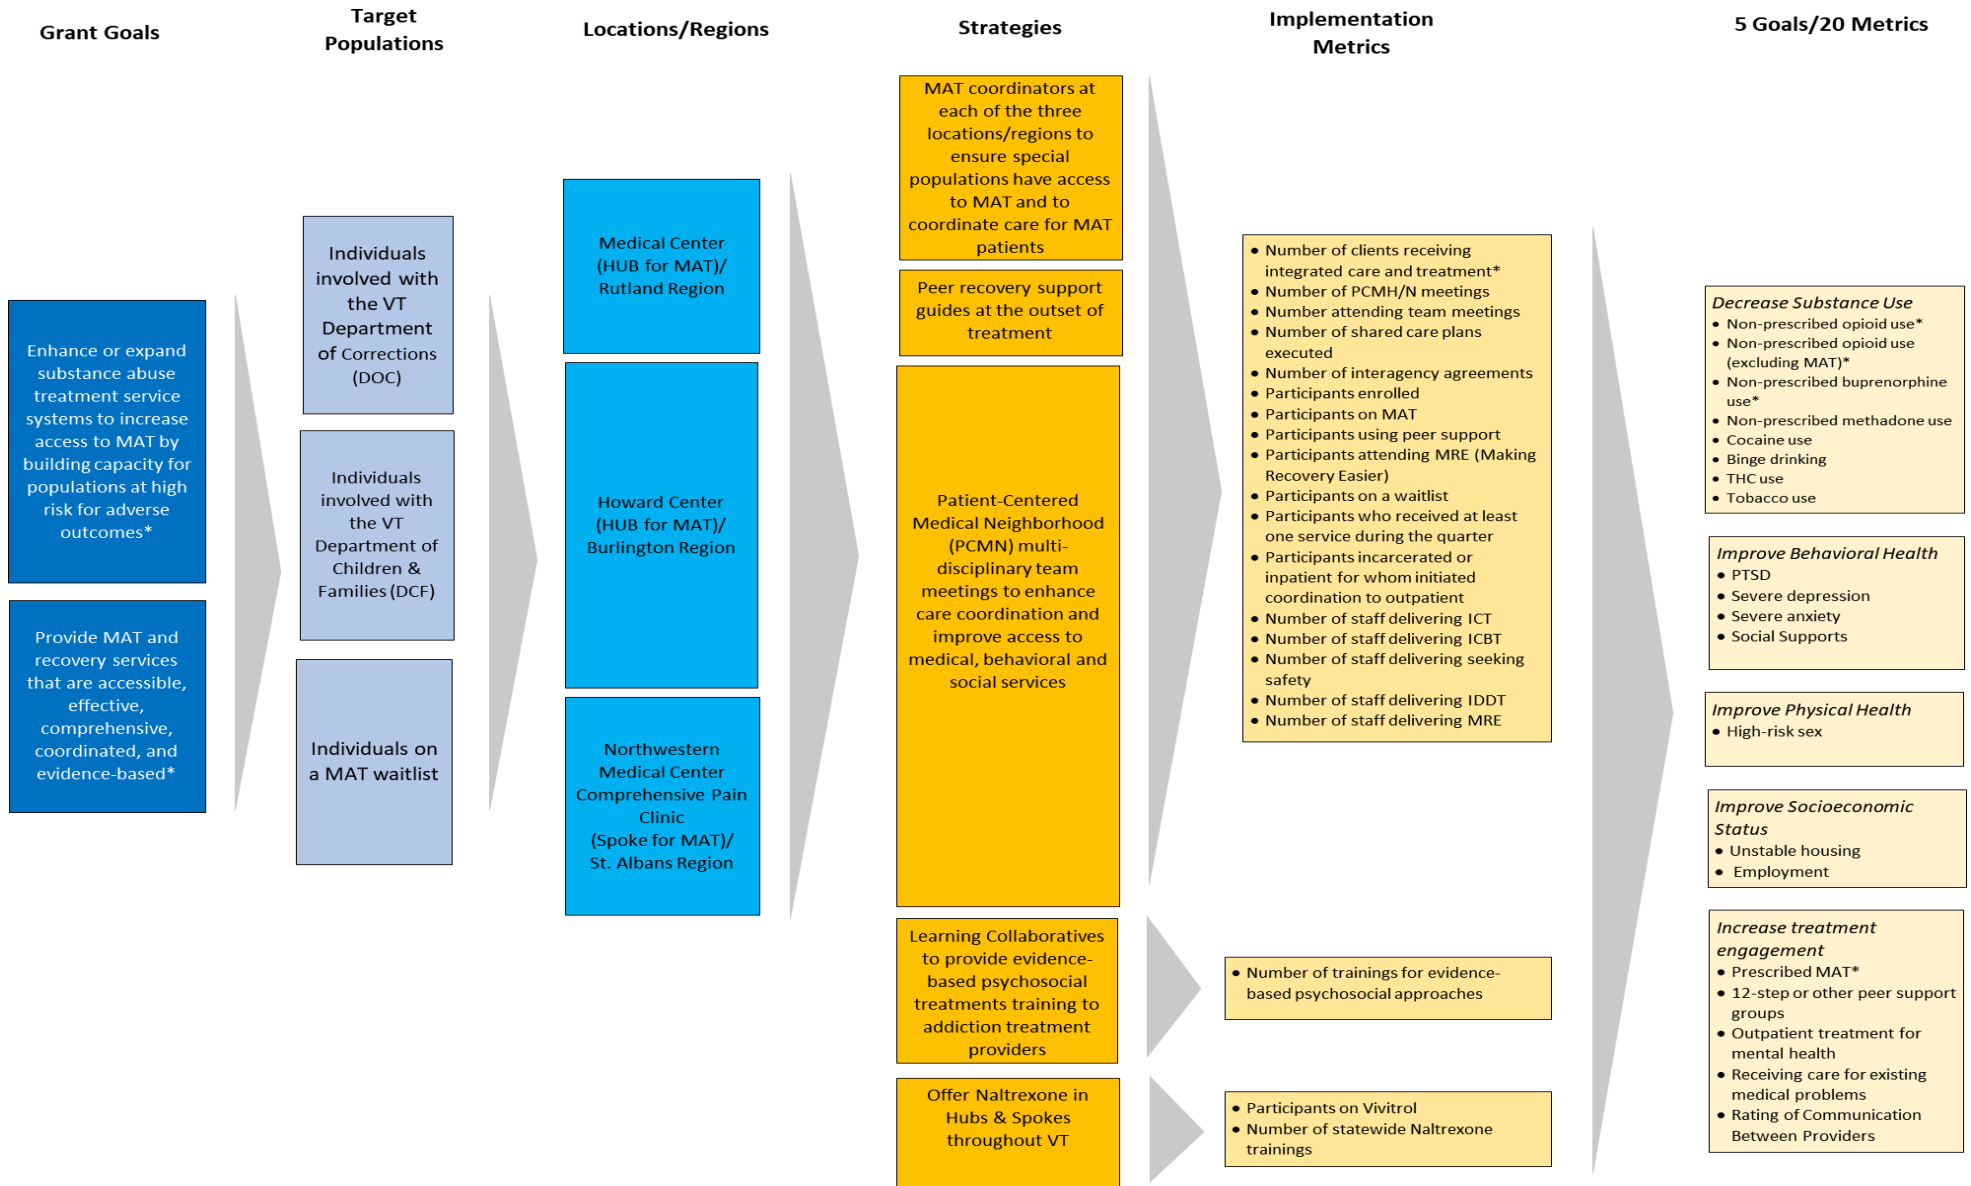 Grant Goals
Target
Populations
Locations/Regions
Strategies
Implementation
Metrics
5 Goals/20 Metrics
Enhance or expand
substance abuse
treatment service
systems to increase
access to MAT by
building capacity for
populations at high
risk for adverse
outcomes*
Provide MAT and
recovery services
that are accessible,
effective,
comprehensive,
coordinated, and
evidence-based*
Individuals
involved with
the VT
Department
of Corrections
(DOC)
Individuals
involved with
the VT
Department of
Children &
Families (DCF)
Individuals on
a MAT waitlist
Medical Center
(HUB for MAT)/
Rutland Region
Howard Center
(HUB for MAT)/
Burlington Region
Northwestern
Medical Center
Comprehensive Pain
Clinic
(Spoke for MAT)/
St. Albans Region
MAT coordinators at
each of the three
locations/regions to
ensure special
populations have access
to MAT and to
coordinate care for MAT
patients
Peer recovery support
guides at the outset of
treatment
Patient-Centered
Medical Neighborhood
(PCMN) multi-
disciplinary team
meetings to enhance
care coordination and
improve access to
medical, behavioral and
social services
Learning Collaboratives
to provide evidence-
based psychosocial
treatments training to
addiction treatment
providers
Offer Naltrexone in
Hubs & Spokes
throughout VT
• Number of clients receiving
integrated care and treatment*
• Number of PCMH/N meetings
• Number attending team meetings
• Number of shared care plans
executed
• Number of interagency agreements
• Participants enrolled
• Participants on MAT
• Participants using peer support
• Participants attending MRE (Making
Recovery Easier)
• Participants on a waitlist
• Participants who received at least
one service during the quarter
• Participants incarcerated or
inpatient for whom initiated
coordination to outpatient
• Number of staff delivering ICT
• Number of staff delivering ICBT
• Number of staff delivering seeking
safety
• Number of staff delivering IDDT
• Number of staff delivering MRE
• Number of trainings for evidence-
based psychosocial approaches
• Participants on Vivitrol
• Number of statewide Naltrexone
trainings
Decrease Substance Use
• Non-prescribed opioid use*
• Non-prescribed opioid use
(excluding MAT)*
• Non-prescribed buprenorphine
use*
• Non-prescribed methadone use
• Cocaine use
• Binge drinking
• THC use
• Tobacco use
Improve Behavioral Health
• PTSD
• Severe depression
• Severe anxiety
• Social Supports
Improve Physical Health
• High-risk sex
Improve Socioeconomic
Status
• Unstable housing
• Employment
Increase treatment
engagement
• Prescribed MAT*
• 12-step or other peer support
groups
• Outpatient treatment for
mental health
• Receiving care for existing
medical problems
• Rating of Communication
Between Providers